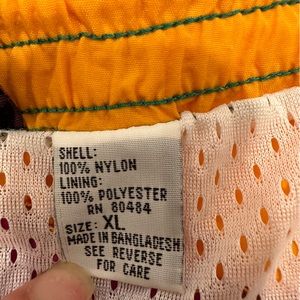 SHELL:
100% NYLON
LINING:
100% POLYESTER
RN 80484
SIZE: XL
MADE IN BANGLADESH
SEE REVERSE
FOR CARE